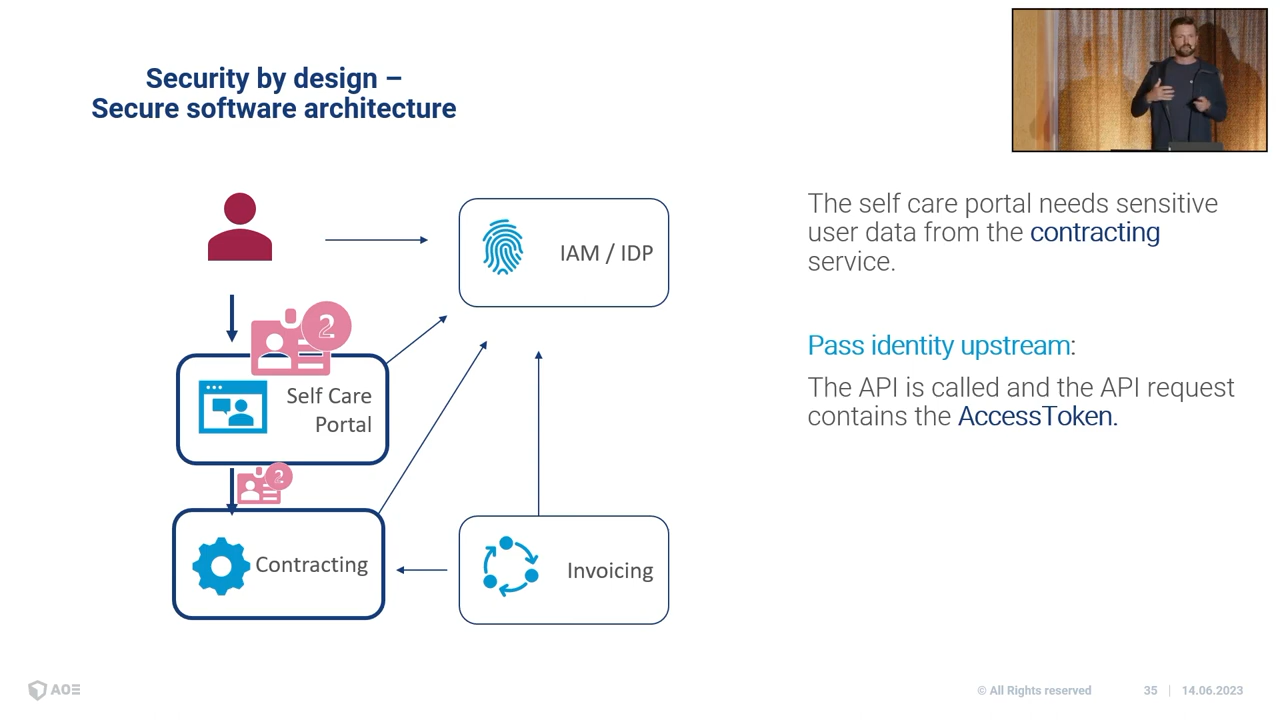 Security by design –
Secure software architecture
IAM / IDP
2
Self Care
Portal
2
Contracting
Invoicing
The self care portal needs sensitive
user data from the contracting
service.
Pass identity upstream:
The API is called and the API request
contains the AccessToken.
AOE
© All Rights reserved
35 | 14.06.2023